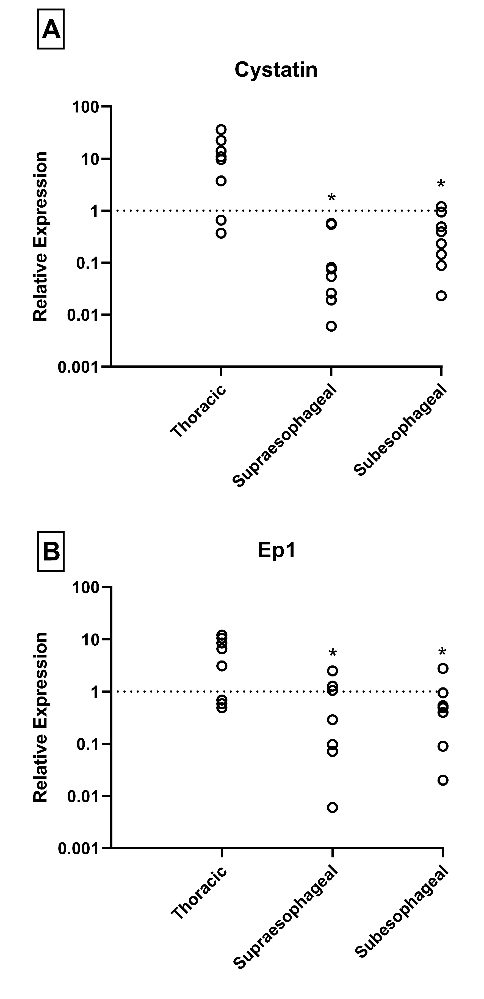 A
Cystatin
100
10
1
0.1
0.01
0.001
Relative Expression
*
*
Thoracic
Supraesophageal
Subesophageal
B
Ep1
100
10
1
0.1
0.01
0.001
Relative Expression
*
*
Thoracic
Supraesophageal
Subesophageal